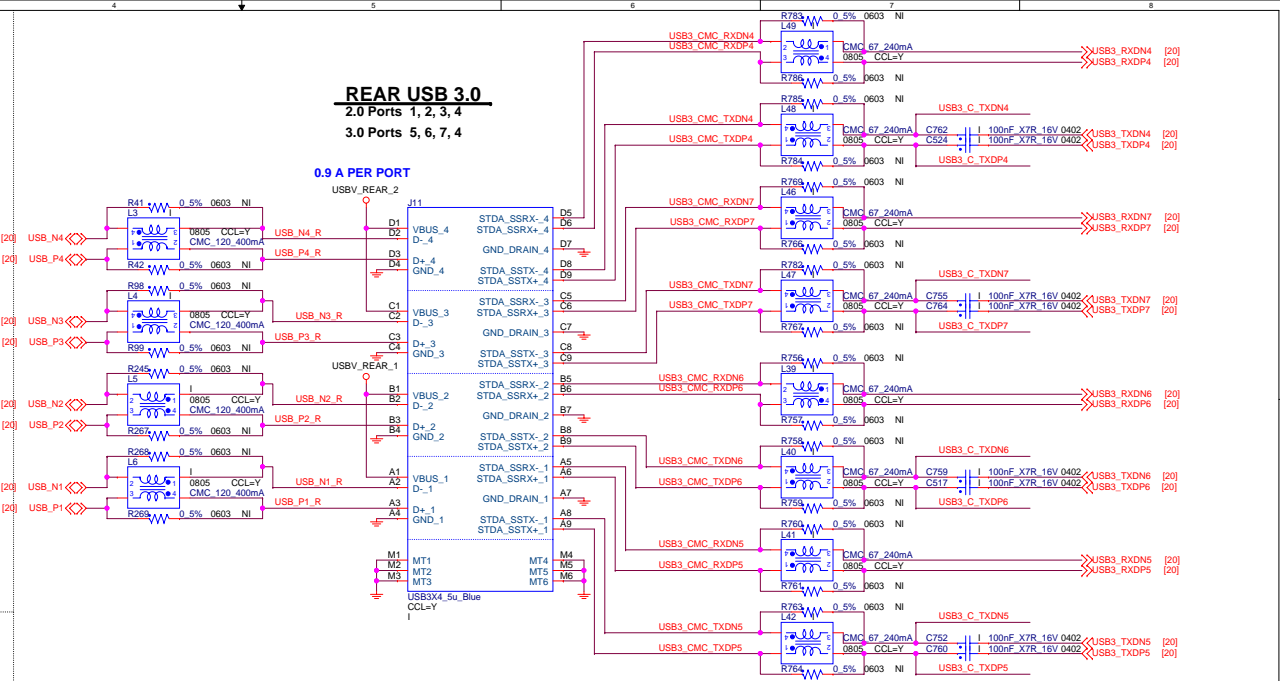 4 5 6 7 8
REAR USB 3.0
2.0 Ports 1, 2, 3, 4
3.0 Ports 5, 6, 7, 4
0.9 A PER PORT
USBV_REAR_2
R41 0_5% 0603 NI
L3 I
0805 CCL=Y
CMC_120_400mA
2 1
3 4
[20] USB_N4 USB_N4_R
[20] USB_P4 USB_P4_R
R42 0_5% 0603 NI
R98 0_5% 0603 NI
L4 I
0805 CCL=Y
CMC_120_400mA
[20] USB_N3 USB_N3_R
[20] USB_P3 USB_P3_R
R99 0_5% 0603 NI
USBV_REAR_1
R245 0_5% 0603 NI
L5 I
0805 CCL=Y
CMC_120_400mA
2 1
3 4
[20] USB_N2 USB_N2_R
[20] USB_P2 USB_P2_R
R267 0_5% 0603 NI
R268 0_5% 0603 NI
L6 I
0805 CCL=Y
CMC_120_400mA
2 1
3 4
[20] USB_N1 USB_N1_R
[20] USB_P1 USB_P1_R
R269 0_5% 0603 NI
J11
D1 VBUS_4
D2 D-_4
D3 D+_4
D4 GND_4
C1 VBUS_3
C2 D-_3
C3 D+_3
C4 GND_3
B1 VBUS_2
B2 D-_2
B3 D+_2
B4 GND_2
A1 VBUS_1
A2 D-_1
A3 D+_1
A4 GND_1
M1 MT1
M2 MT2
M3 MT3
STDA_SSRX-_4 D5
STDA_SSRX+_4 D6
GND_DRAIN_4 D7
STDA_SSTX-_4 D8
STDA_SSTX+_4 D9
STDA_SSRX-_3 C5
STDA_SSRX+_3 C6
GND_DRAIN_3 C7
STDA_SSTX-_3 C8
STDA_SSTX+_3 C9
STDA_SSRX-_2 B5
STDA_SSRX+_2 B6
GND_DRAIN_2 B7
STDA_SSTX-_2 B8
STDA_SSTX+_2 B9
STDA_SSRX-_1 A5
STDA_SSRX+_1 A6
GND_DRAIN_1 A7
STDA_SSTX-_1 A8
STDA_SSTX+_1 A9
MT4 M4
MT5 M5
MT6 M6
USB3X4_5u_Blue
CCL=Y
I
R783 0_5% 0603 NI
L49
USB3_CMC_RXDN4
USB3_CMC_RXDP4
CMC_67_240mA USB3_RXDN4 [20]
0805 CCL=Y USB3_RXDP4 [20]
R786 0_5% 0603 NI
R785 0_5% 0603 NI
L48 USB3_C_TXDN4
USB3_CMC_TXDN4
CMC_67_240mA C762 I 100nF_X7R_16V 0402 USB3_TXDN4 [20]
USB3_CMC_TXDP4
0805 CCL=Y C524 I 100nF_X7R_16V 0402 USB3_TXDP4 [20]
R784 0_5% 0603 NI USB3_C_TXDP4
R769 0_5% 0603 NI
L46
USB3_CMC_RXDN7
CMC_67_240mA USB3_RXDN7 [20]
USB3_CMC_RXDP7
0805 CCL=Y USB3_RXDP7 [20]
R766 0_5% 0603 NI
R782 0_5% 0603 NI
L47 USB3_C_TXDN7
USB3_CMC_TXDN7
CMC_67_240mA C755 I 100nF_X7R_16V 0402 USB3_TXDN7 [20]
USB3_CMC_TXDP7
0805 CCL=Y C764 I 100nF_X7R_16V 0402 USB3_TXDP7 [20]
R767 0_5% 0603 NI USB3_C_TXDP7
R756 0_5% 0603 NI
L39
USB3_CMC_RXDN6
USB3_CMC_RXDP6
CMC_67_240mA USB3_RXDN6 [20]
0805 CCL=Y USB3_RXDP6 [20]
R757 0_5% 0603 NI
R758 0_5% 0603 NI
L40 USB3_C_TXDN6
USB3_CMC_TXDN6
CMC_67_240mA C759 I 100nF_X7R_16V 0402 USB3_TXDN6 [20]
USB3_CMC_TXDP6
0805 CCL=Y C517 I 100nF_X7R_16V 0402 USB3_TXDP6 [20]
R759 0_5% 0603 NI USB3_C_TXDP6
R760 0_5% 0603 NI
L41
USB3_CMC_RXDN5
CMC_67_240mA USB3_RXDN5 [20]
USB3_CMC_RXDP5
0805 CCL=Y USB3_RXDP5 [20]
R761 0_5% 0603 NI
R763 0_5% 0603 NI
L42 USB3_C_TXDN5
USB3_CMC_TXDN5
CMC_67_240mA C752 I 100nF_X7R_16V 0402 USB3_TXDN5 [20]
USB3_CMC_TXDP5
0805 CCL=Y C760 I 100nF_X7R_16V 0402 USB3_TXDP5 [20]
R764 0_5% 0603 NI USB3_C_TXDP5